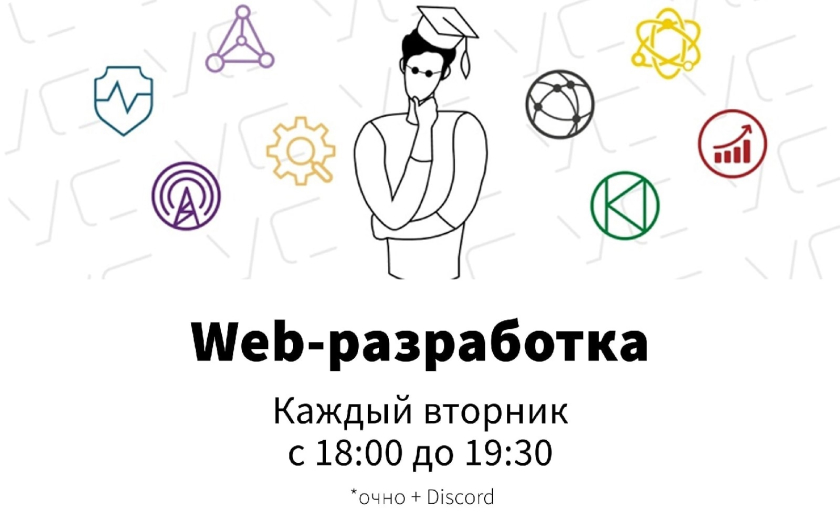 Web-разработка
Каждый вторник
с 18:00 до 19:30
*очно + Discord